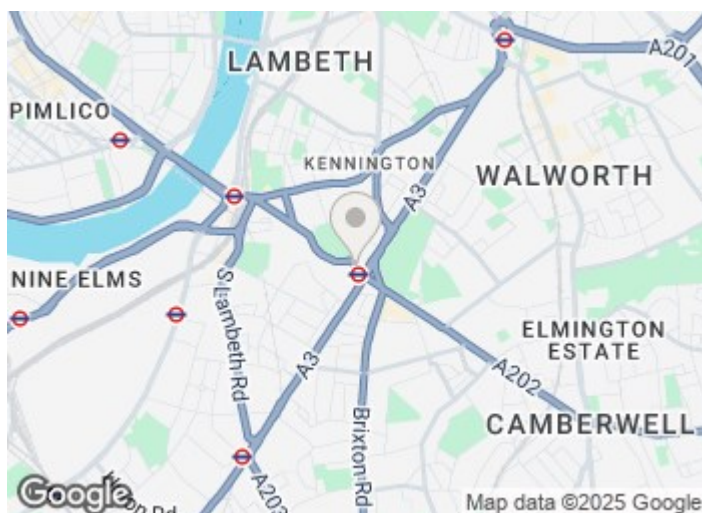 LAMBETH
A201
PIMLICO
KENNINGTON
WALWORTH
A3
NINE ELMS
S Lambeth Rd
ELMINGTON
ESTATE
A3
A202
Brixton Rd
CAMBERWELL
A203
Google
Map data ©2025 Google